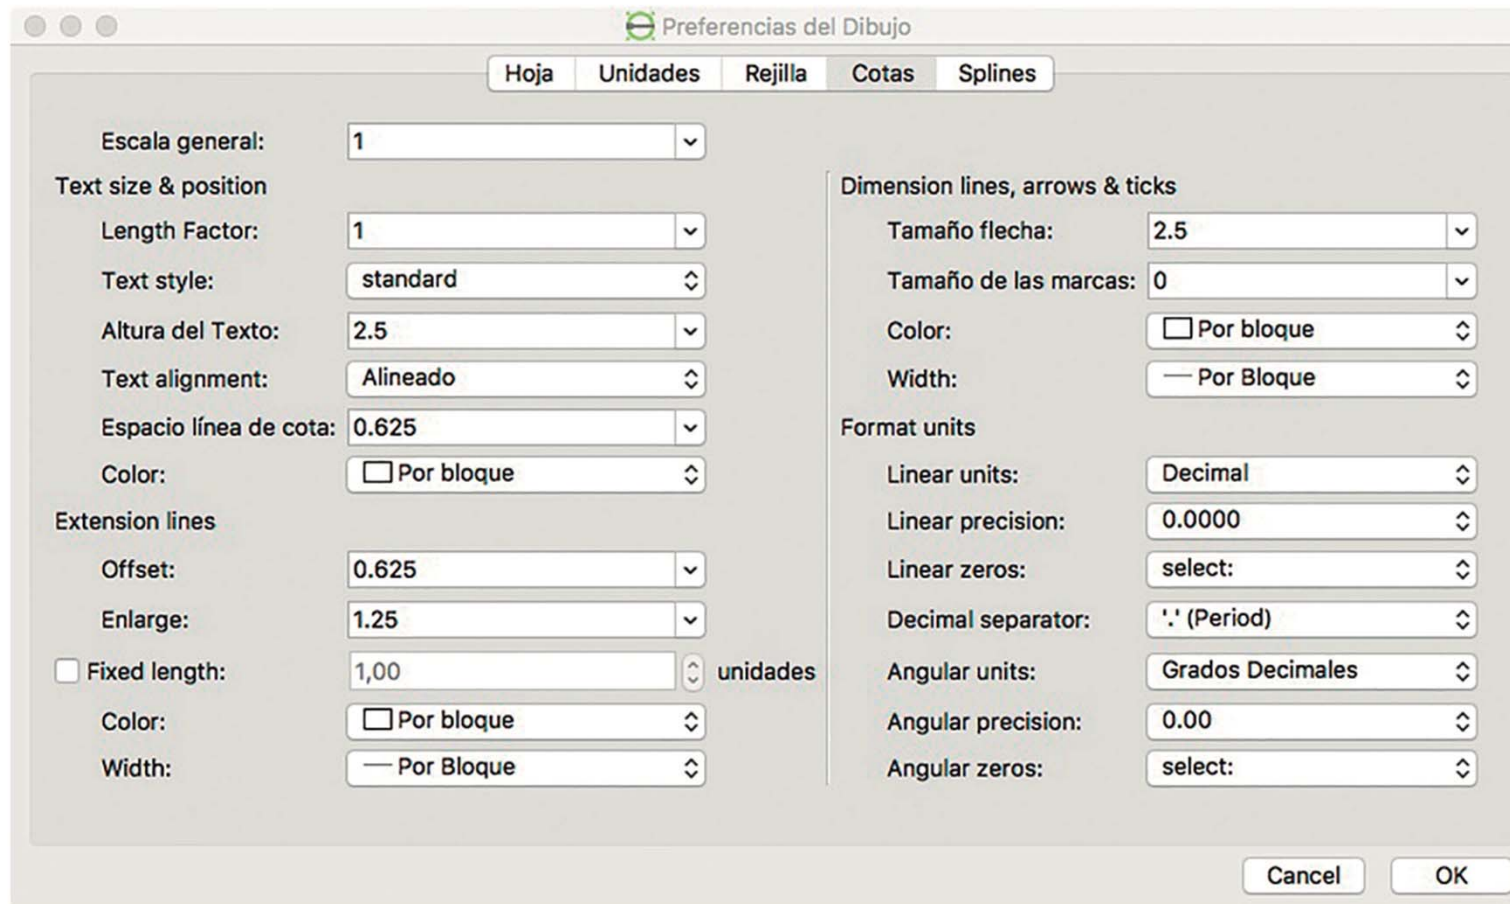 Preferencias del Dibujo
Hoja Unidades Rejilla Cotas Splines
Escala general: 1
Text size & position
Length Factor: 1
Text style: standard
Altura del Texto: 2.5
Text alignment: Alineado
Espacio línea de cota: 0.625
Color: Por bloque
Extension lines
Offset: 0.625
Enlarge: 1.25
Fixed length: 1,00 unidades
Color: Por bloque
Width: Por Bloque
Dimension lines, arrows & ticks
Tamaño flecha: 2.5
Tamaño de las marcas: 0
Color: Por bloque
Width: Por Bloque
Format units
Linear units: Decimal
Linear precision: 0.0000
Linear zeros: select:
Decimal separator: '.' (Period)
Angular units: Grados Decimales
Angular precision: 0.00
Angular zeros: select:
Cancel OK